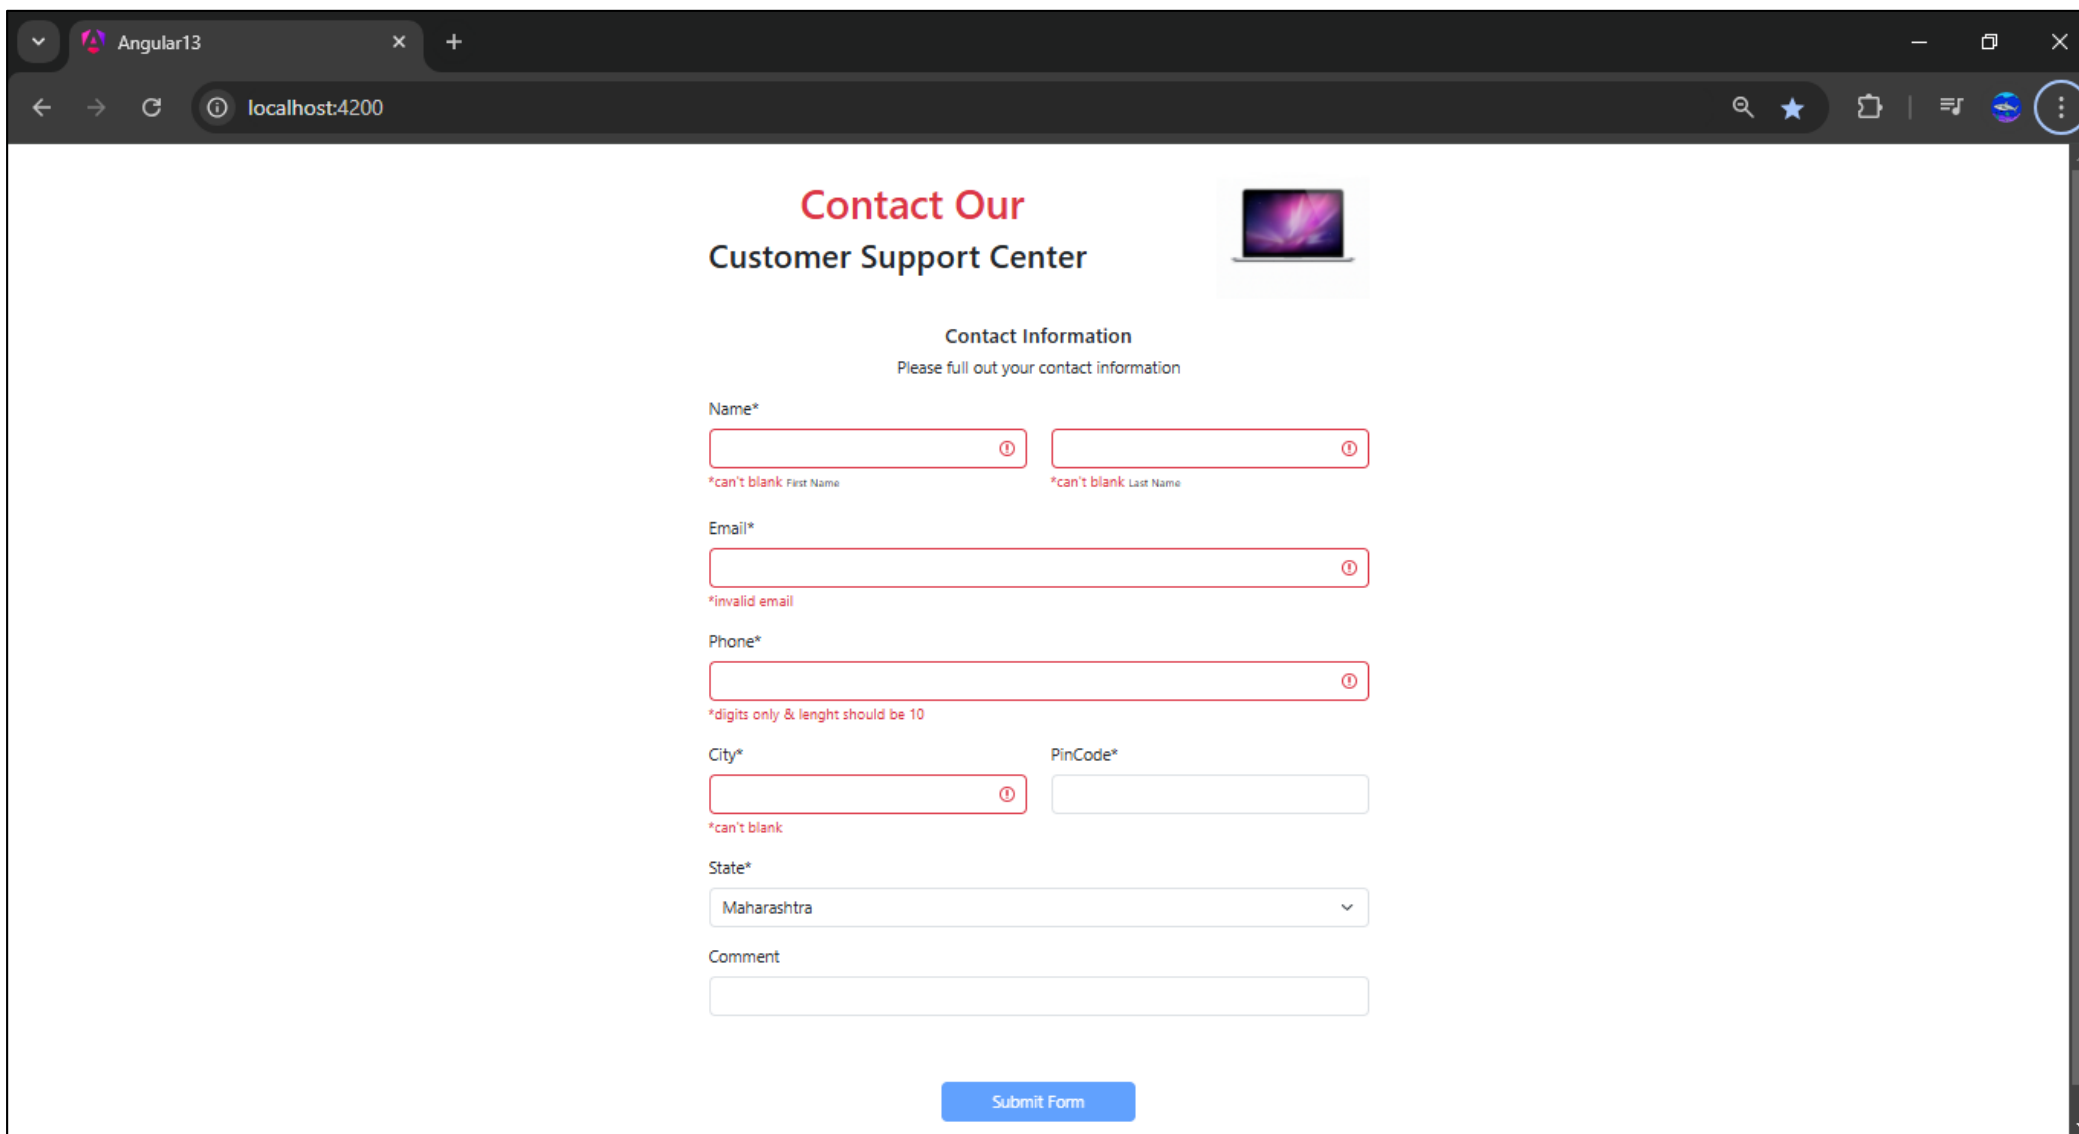 Angular13
localhost:4200
Contact Our
Customer Support Center
Contact Information
Please full out your contact information
Name*
*can't blank First Name
*can't blank Last Name
Email*
*invalid email
Phone*
*digits only & lenght should be 10
City*
PinCode*
*can't blank
State*
Maharashtra
Comment
Submit Form